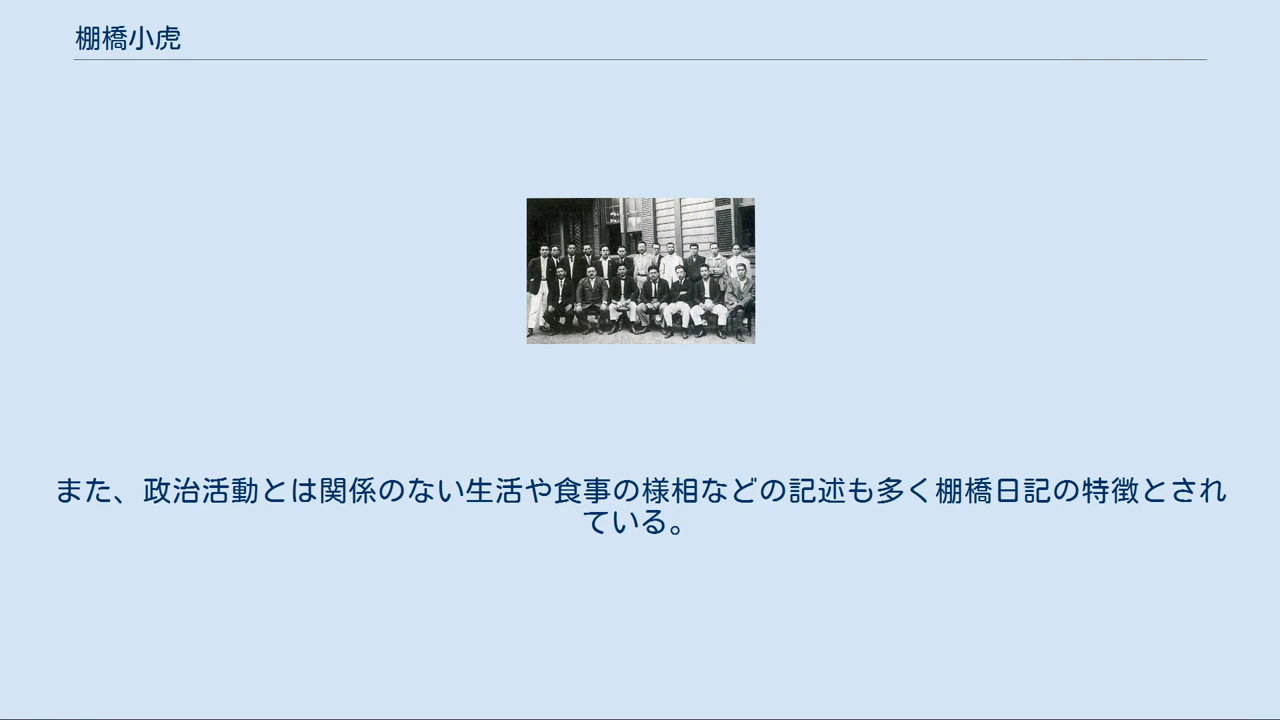 棚橋小虎
また、政治活動とは関係のない生活や食事の様相などの記述も多く棚橋日記の特徴とされ
ている。